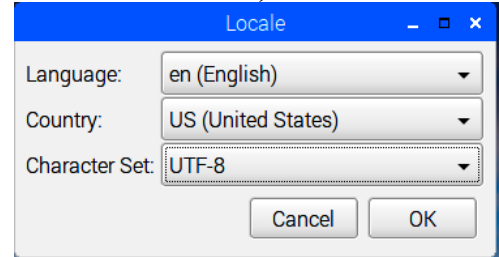 Locale
Language: en (English)
Country: US (United States)
Character Set: UTF-8
Cancel OK